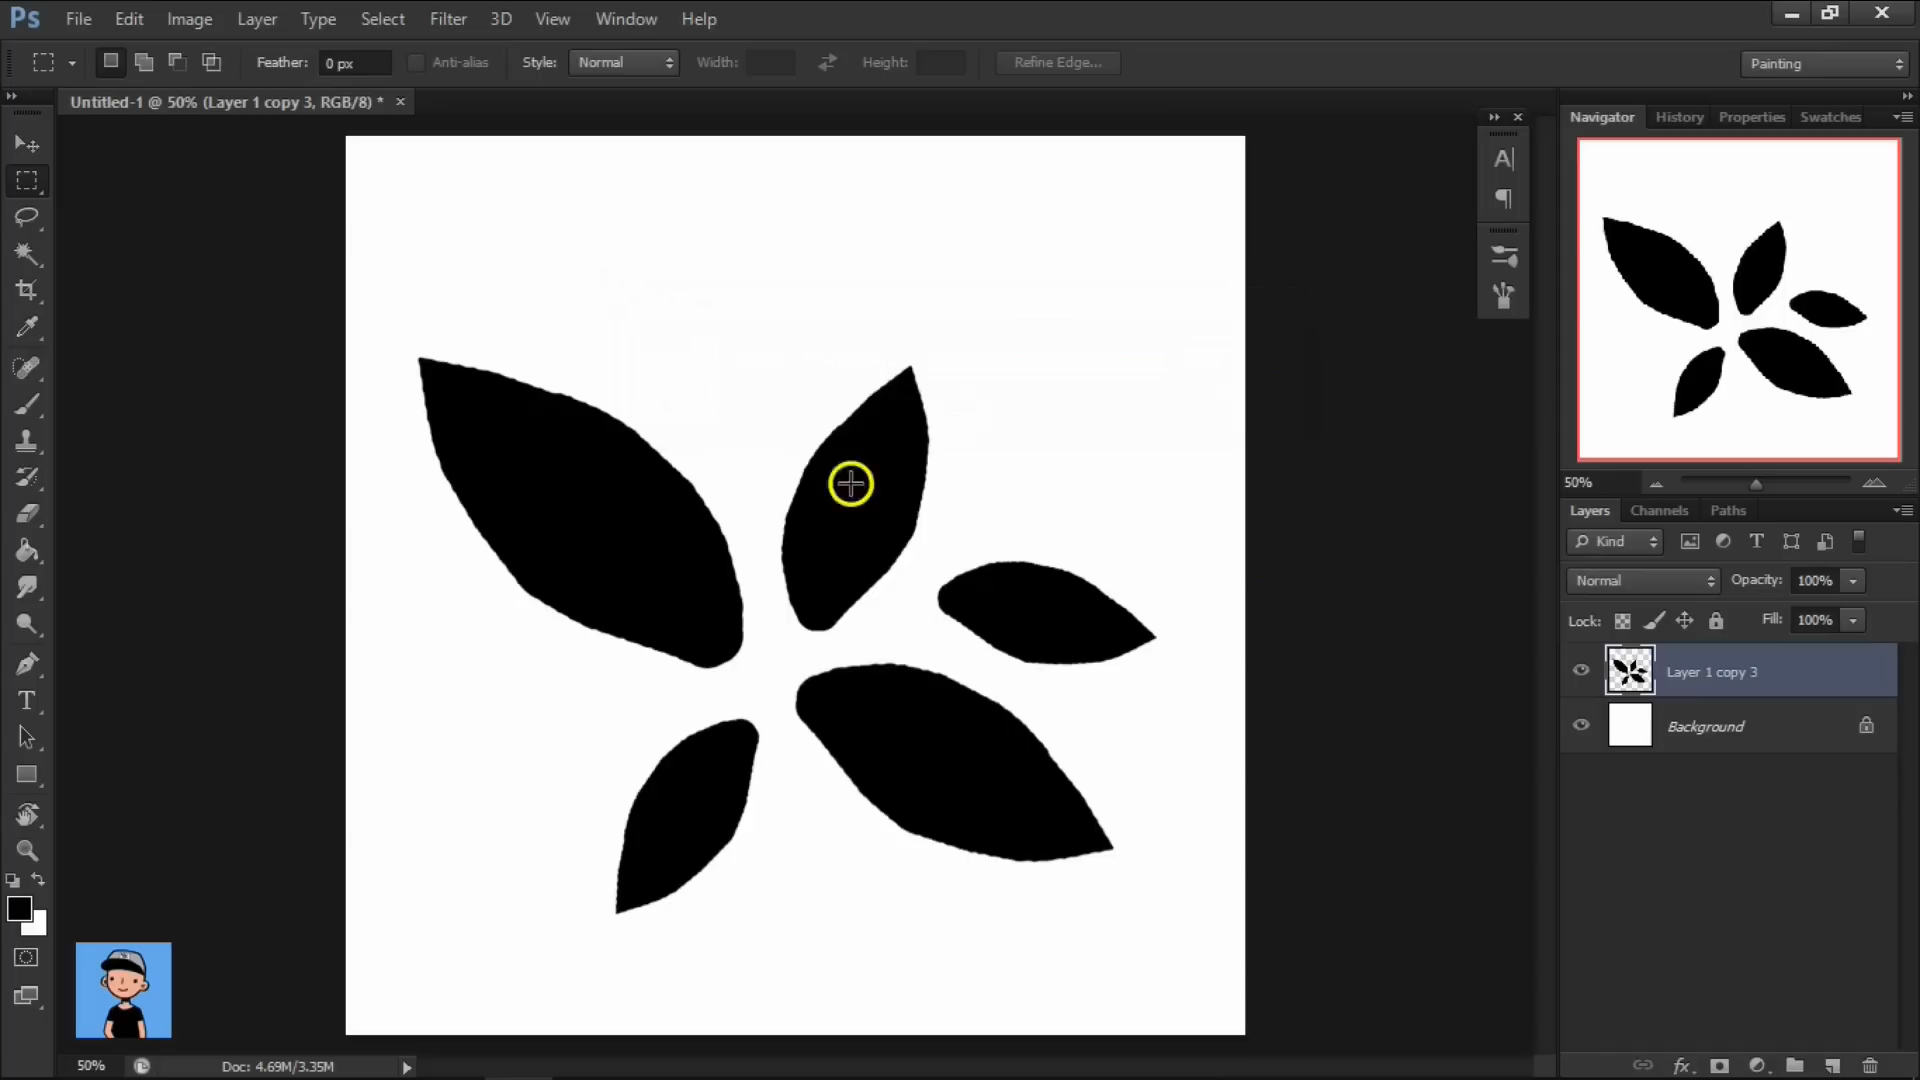 Ps File Edit Image Layer Type Select Filter 3D View Window Help
Feather: 0 px Anti-alias Style: Normal Width: Height: Refine Edge... Painting
Untitled-1 @ 50% (Layer 1 copy 3, RGB/8) *
Navigator History Properties Swatches
A
¶
50%
Layers Channels Paths
Kind
T
Normal Opacity: 100%
Lock: Fill: 100%
Layer 1 copy 3
Background
T
50% Doc: 4.69M/3.35M
fx